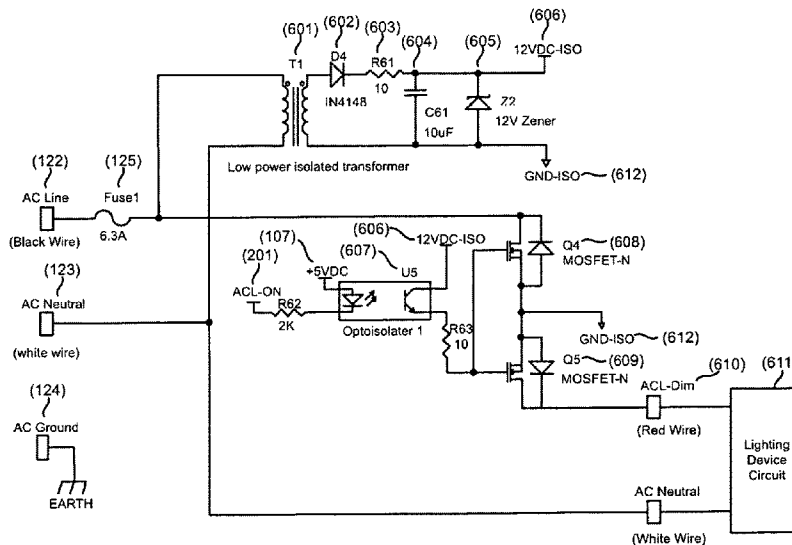 (601)
(602)
(603)
(604)
(605)
(606)
T1
D4
R61
12VDC-ISO
10
IN4148
C61
10uF
Z2
12V Zener
Low power isolated transformer
GND-ISO
(612)
(122)
(125)
AC Line
Fuse1
(Black Wire)
6.3A
(107)
(606)
(607)
12VDC-ISO
Q4
(608)
MOSFET-N
(123)
(201)
+5VDC
U5
AC Neutral
ACL-ON
R62
2K
Optoisolater 1
R63
10
GND-ISO
(612)
(white wire)
Q5
(609)
MOSFET-N
(610)
(611)
(124)
ACL-Dim
AC Ground
(Red Wire)
Lighting
Device
Circuit
EARTH
AC Neutral
(White Wire)